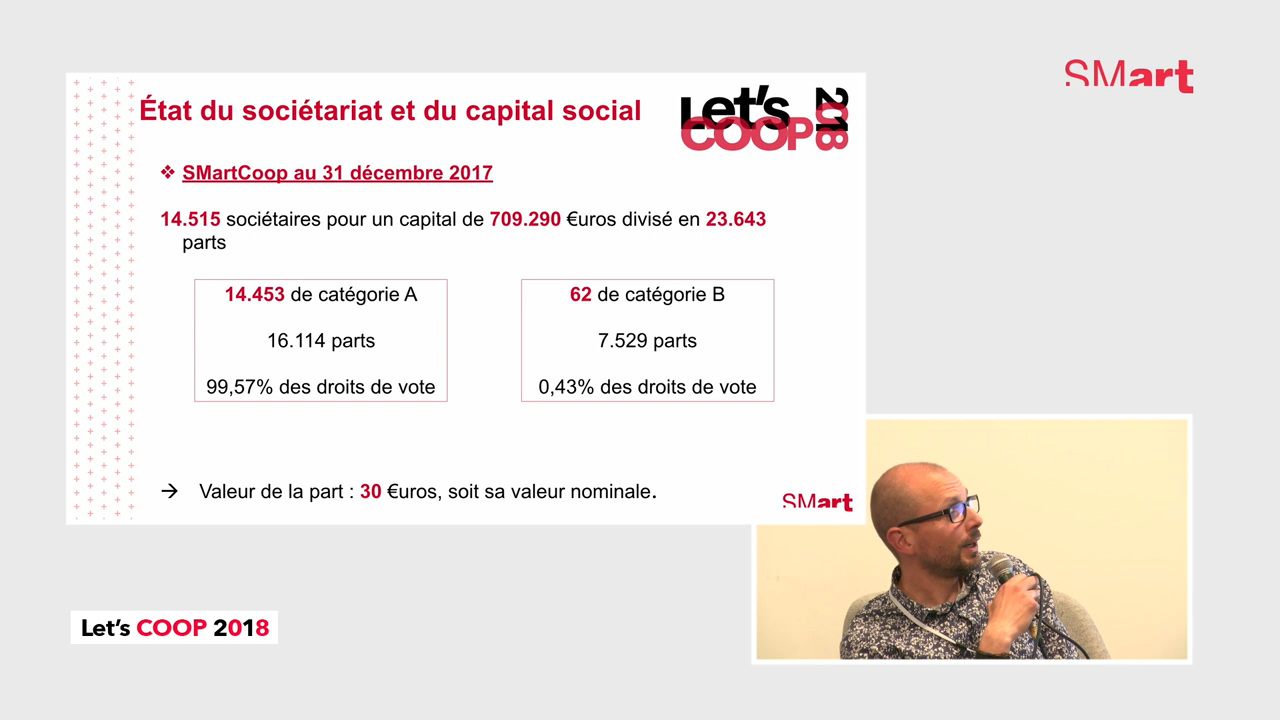 SMart
État du sociétariat et du capital social
Let's
COOP
2018
❖ SMartCoop au 31 décembre 2017
14.515 sociétaires pour un capital de 709.290 €uros divisé en 23.643
parts
14.453 de catégorie A
16.114 parts
99,57% des droits de vote
62 de catégorie B
7.529 parts
0,43% des droits de vote
→ Valeur de la part : 30 €uros, soit sa valeur nominale.
SMart
Let's COOP 2018